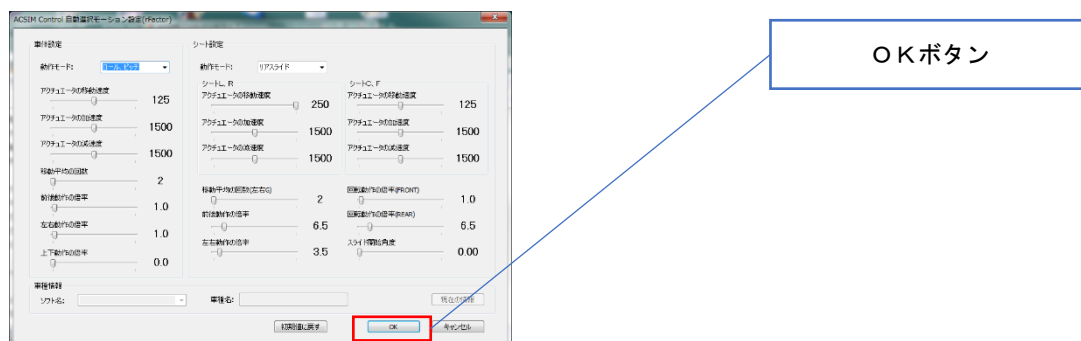 ACSIM Control 自動選択モーション設定(rFactor)
OKボタン
車体設定
動作モード: ロール、ピッチ
アクチュエータの移動速度
125
アクチュエータの加速度
1500
アクチュエータの減速度
1500
移動平均の回数
2
前後動作の倍率
1.0
左右動作の倍率
1.0
上下動作の倍率
0.0
シート設定
動作モード: リアスライド
シートL, R
アクチュエータの移動速度
250
アクチュエータの加速度
1500
アクチュエータの減速度
1500
シートC, F
アクチュエータの移動速度
125
アクチュエータの加速度
1500
アクチュエータの減速度
1500
移動平均の回数(左右G)
2
前後動作の倍率
6.5
左右動作の倍率
3.5
回転動作の倍率(FRONT)
1.0
回転動作の倍率(REAR)
6.5
スライド開始角度
0.00
車種情報
ソフト名:
車種名:
現在の情報
初期値に戻す
OK
キャンセル